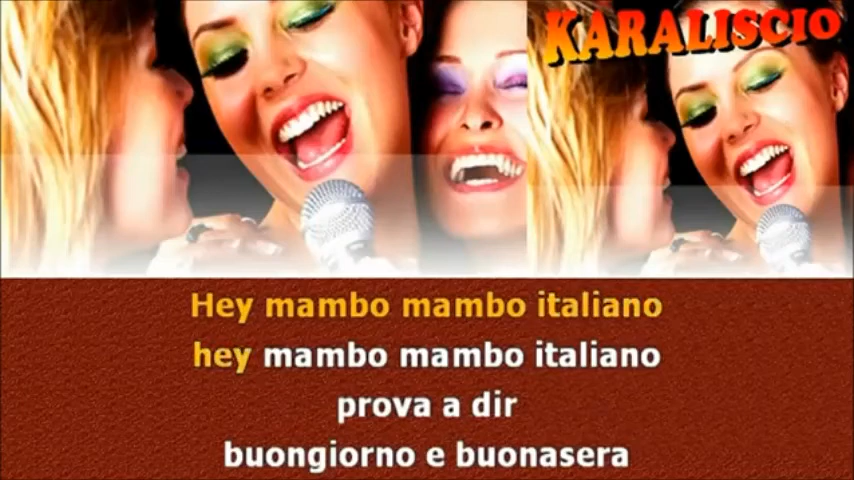 KARALISCIO
Hey mambo mambo italiano
hey mambo mambo italiano
prova a dir
buongiorno e buonasera